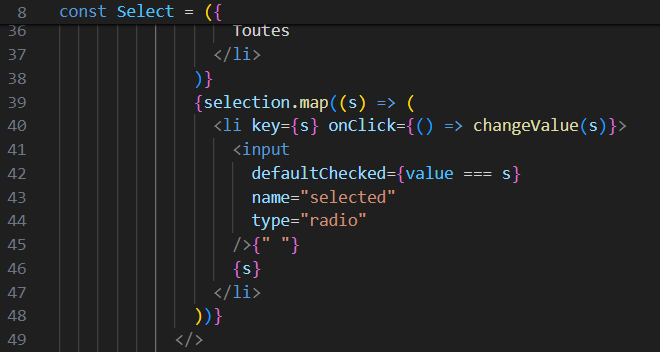 8 const Select = ({
36 Toutes
37 </li>
38 )}
39 {selection.map((s) => (
40 <li key={s} onClick={() => changeValue(s)}>
41 <input
42 defaultChecked={value === s}
43 name="selected"
44 type="radio"
45 />{" "}
46 {s}
47 </li>
48 ))}
49 </>